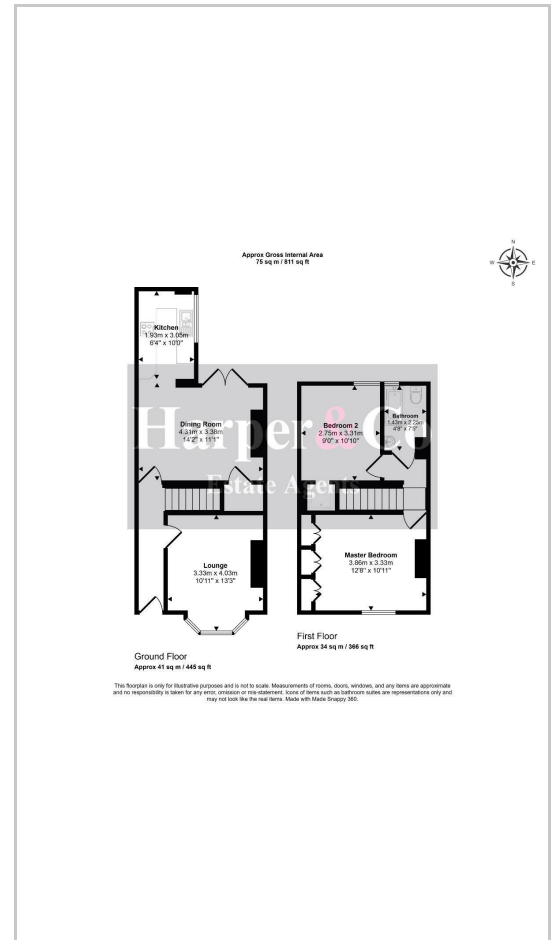 Approx Gross Internal Area
75 sq m / 811 sq ft
N
W
E
S
Kitchen
1.93m x 3.05m
6'4" x 10'0"
Dining Room
4.31m x 3.38m
14'2" x 11'1"
Lounge
3.33m x 4.03m
10'11" x 13'3"
Bedroom 2
2.75m x 3.31m
9'0" x 10'10"
Bathroom
1.43m x 2.25m
4'8" x 7'5"
Master Bedroom
3.86m x 3.33m
12'8" x 10'11"
Harper & Co
Estate Agents
Ground Floor
Approx 41 sq m / 445 sq ft
First Floor
Approx 34 sq m / 366 sq ft
This floorplan is only for illustrative purposes and is not to scale. Measurements of rooms, doors, windows, and any items are approximate
and no responsibility is taken for any error, omission or mis-statement. Icons of items such as bathroom suites are representations only and
may not look like the real items. Made with Made Snappy 360.